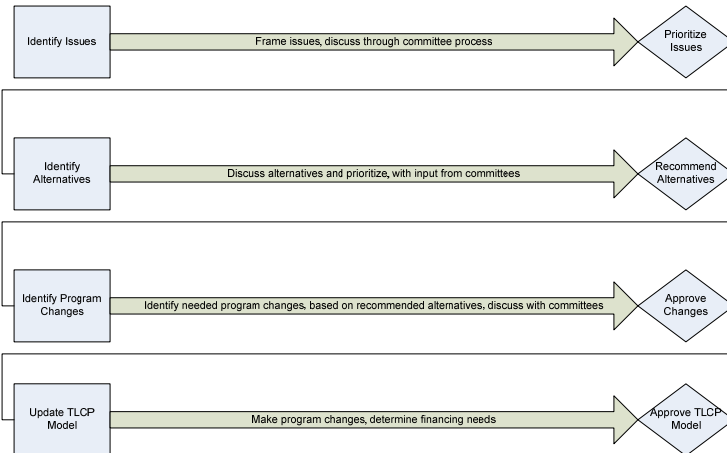 Identify Issues
Frame issues, discuss through committee process
Prioritize
Issues
Identify
Alternatives
Discuss alternatives and prioritize, with input from committees
Recommend
Alternatives
Identify Program
Changes
Identify needed program changes, based on recommended alternatives, discuss with committees
Approve
Changes
Update TLCP
Model
Make program changes, determine financing needs
Approve TLCP
Model